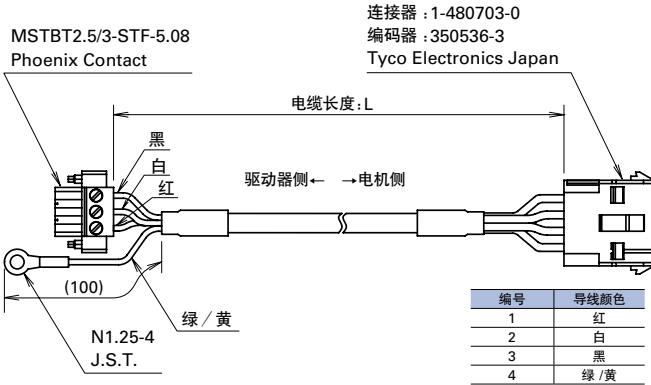 连接器 :1-480703-0
编码器 :350536-3
Tyco Electronics Japan
MSTBT2.5/3-STF-5.08
Phoenix Contact
电缆长度:L
黑
白
红
驱动器侧← →电机侧
(100)
绿／黄
N1.25-4
J.S.T.
编号 导线颜色
1 红
2 白
3 黑
4 绿 /黄